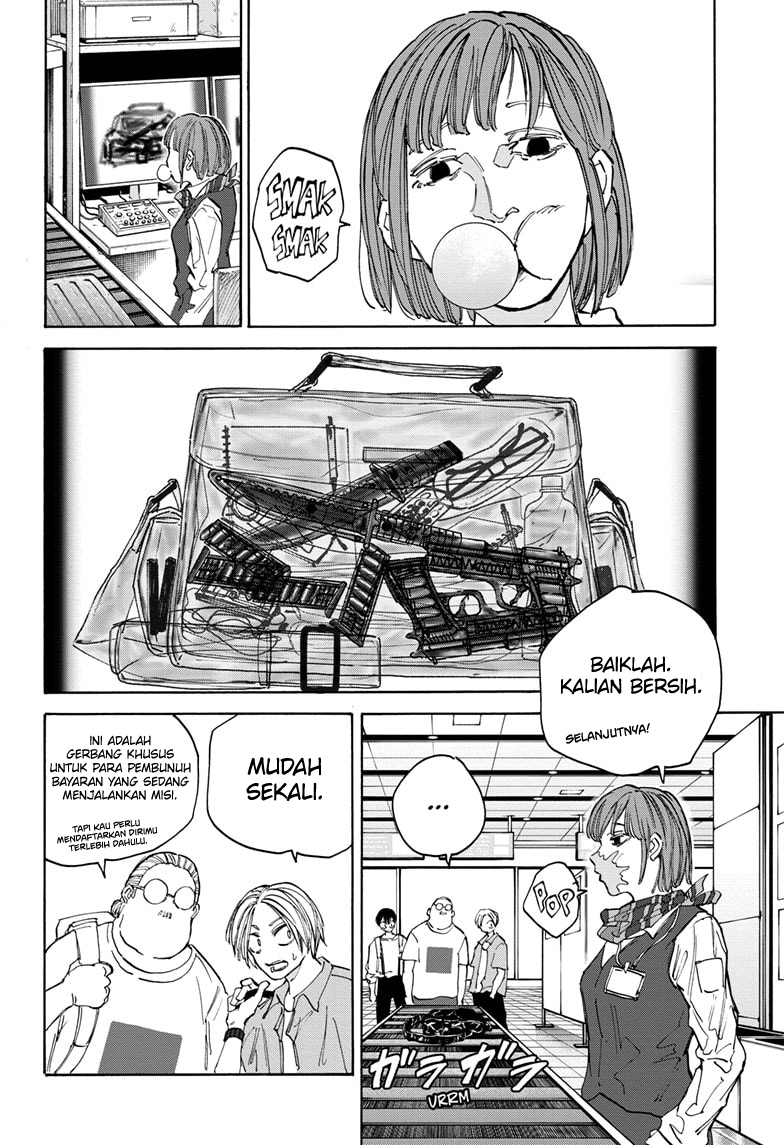 SMAK
SMAK
BAIKLAH.
KALIAN BERSIH.
SELANJUTNYA!
...
POP
ガラガラ
VRRM
MUDAH
SEKALI.
INI ADALAH
GERBANG KHUSUS
UNTUK PARA PEMBUNUH
BAYARAN YANG SEDANG
MENJALANKAN MISI.
TAPI KAU PERLU
MENDAFTARKAN DIRIMU
TERLEBIH DAHULU.